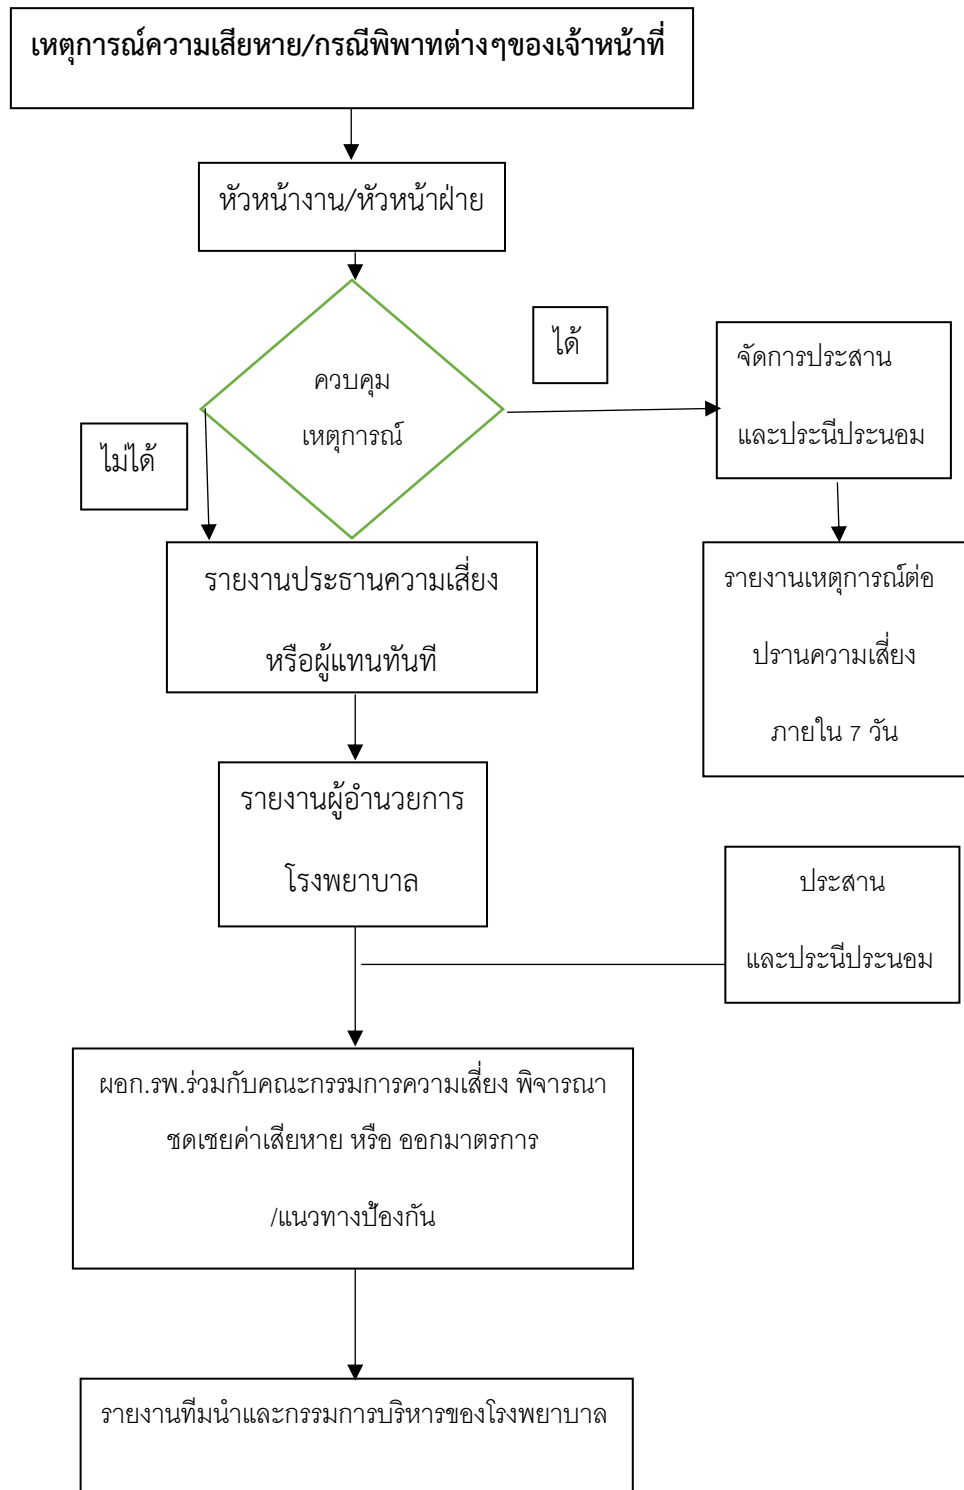 เหตุการณ์ความเสียหาย/กรณีพิพาทต่างๆของเจ้าหน้าที่
หัวหน้างาน/หัวหน้าฝ่าย
ควบคุม
เหตุการณ์
ได้
ไม่ได้
จัดการประสาน
และประนีประนอม
รายงานประธานความเสี่ยง
หรือผู้แทนทันที
รายงานเหตุการณ์ต่อ
ปรานความเสี่ยง
ภายใน 7 วัน
รายงานผู้อำนวยการ
โรงพยาบาล
ประสาน
และประนีประนอม
ผอก.รพ.ร่วมกับคณะกรรมการความเสี่ยง พิจารณา
ชดเชยค่าเสียหาย หรือ ออกมาตรการ
/แนวทางป้องกัน
รายงานทีมนำและกรรมการบริหารของโรงพยาบาล